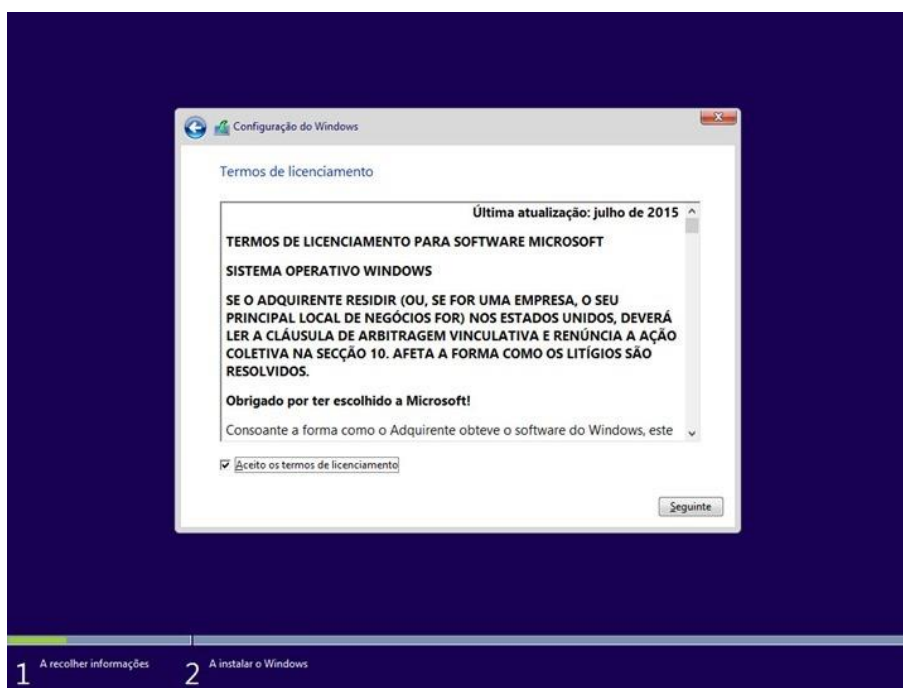 Configuração do Windows
Termos de licenciamento
Última atualização: julho de 2015
TERMOS DE LICENCIAMENTO PARA SOFTWARE MICROSOFT
SISTEMA OPERATIVO WINDOWS
SE O ADQUIRENTE RESIDIR (OU, SE FOR UMA EMPRESA, O SEU
PRINCIPAL LOCAL DE NEGÓCIOS FOR) NOS ESTADOS UNIDOS, DEVERÁ
LER A CLÁUSULA DE ARBITRAGEM VINCULATIVA E RENÚNCIA A AÇÃO
COLETIVA NA SECÇÃO 10. AFETA A FORMA COMO OS LITÍGIOS SÃO
RESOLVIDOS.
Obrigado por ter escolhido a Microsoft!
Consoante a forma como o Adquirente obteve o software do Windows, este
Aceito os termos de licenciamento
Seguinte
1 A recolher informações
2 A instalar o Windows